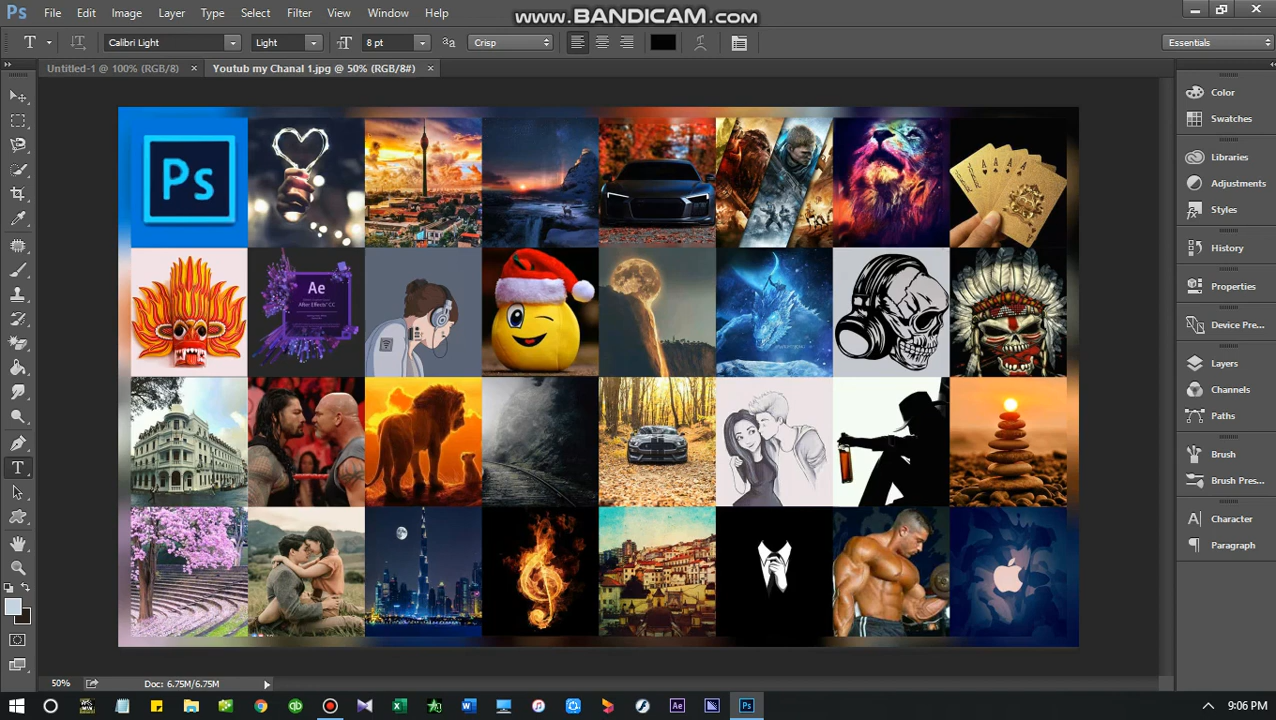 www.BANDICAM.com
Ps File Edit Image Layer Type Select Filter 3D View Window Help
T Calibri Light Light 8 pt Crisp Essentials
Untitled-1 @ 100% (RGB/8) × Youtub my Chanal 1.jpg @ 50% (RGB/8#) ×
Color
Swatches
Libraries
Adjustments
Styles
History
Properties
Device Pre...
Layers
Channels
Paths
Brush
Brush Pres...
Character
Paragraph
Ps
Ae
After Effects CC
50% Doc: 6.75M/6.75M
9:06 PM